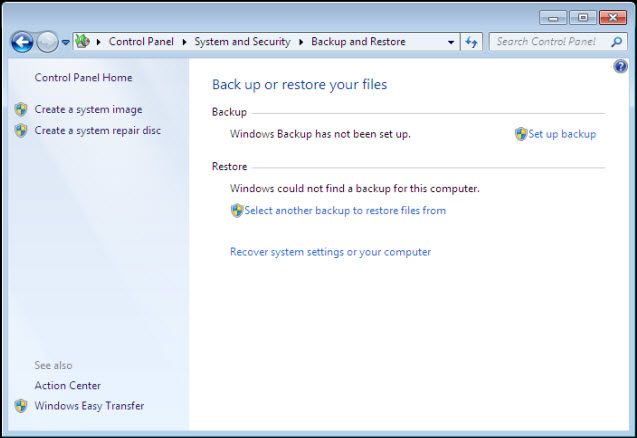 Control Panel System and Security Backup and Restore Search Control Panel
Control Panel Home
Create a system image
Create a system repair disc
See also
Action Center
Windows Easy Transfer
Back up or restore your files
Backup
Windows Backup has not been set up. Set up backup
Restore
Windows could not find a backup for this computer.
Select another backup to restore files from
Recover system settings or your computer